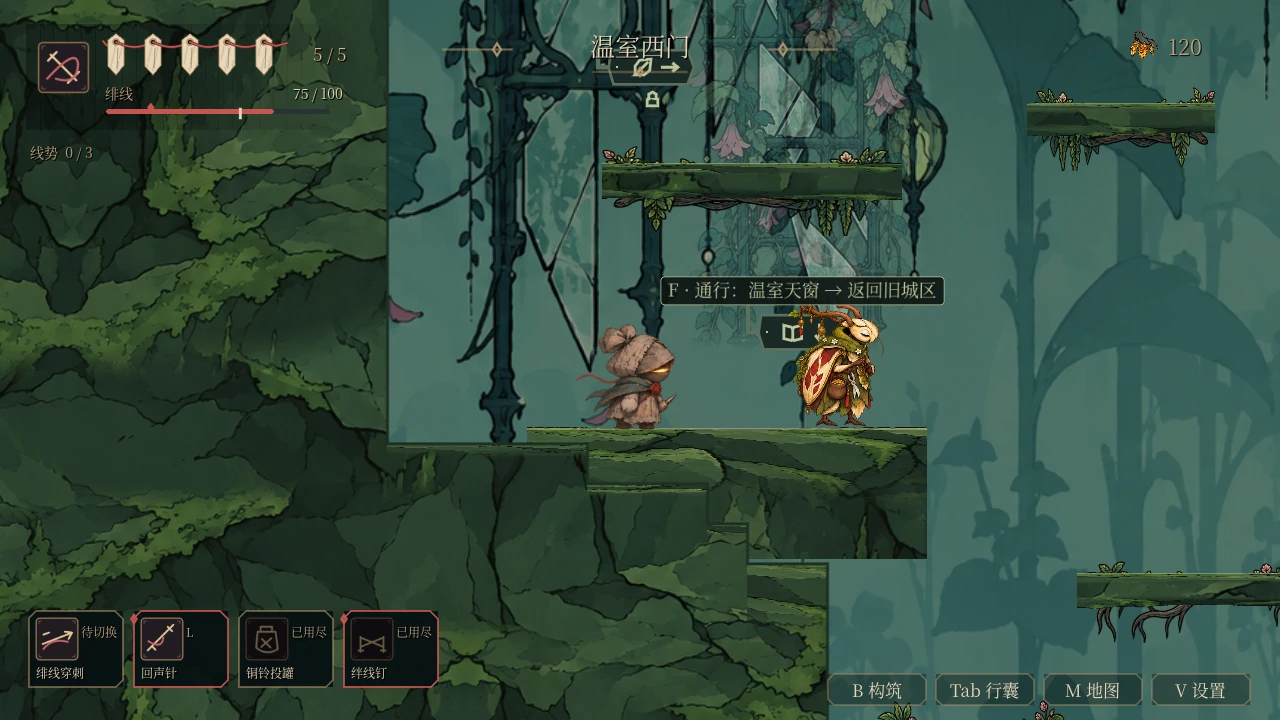 5 / 5
绯线
75 / 100
线势 0 / 3
温室西门
120
F · 通行：温室天窗 → 返回旧城区
待切换
绯线穿刺
L
回声针
已用尽
铜铃投罐
已用尽
绊线钉
B 构筑
Tab 行囊
M 地图
V 设置